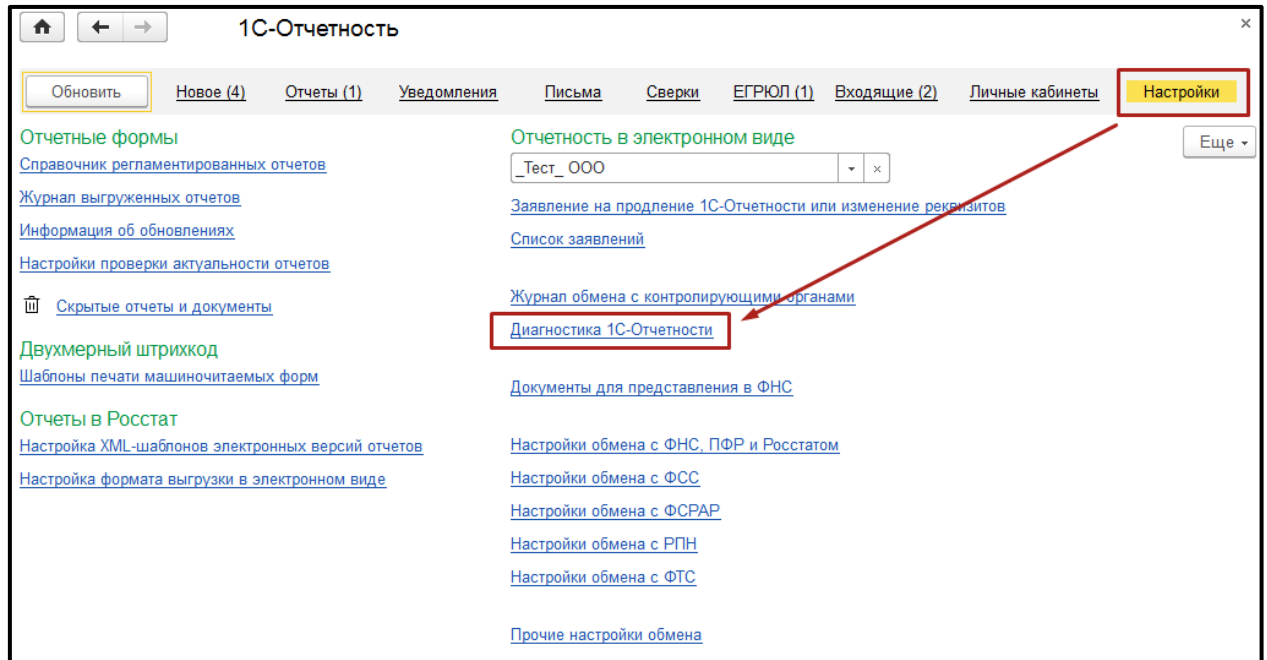 1С-Отчетность
Обновить Новое (4) Отчеты (1) Уведомления Письма Сверки ЕГРЮЛ (1) Входящие (2) Личные кабинеты Настройки
Отчетные формы
Справочник регламентированных отчетов
Журнал выгруженных отчетов
Информация об обновлениях
Настройки проверки актуальности отчетов
Скрытые отчеты и документы
Двухмерный штрихкод
Шаблоны печати машиночитаемых форм
Отчеты в Росстат
Настройка XML-шаблонов электронных версий отчетов
Настройка формата выгрузки в электронном виде
Отчетность в электронном виде
Еще
_Тест_ ООО
Заявление на продление 1С-Отчетности или изменение реквизитов
Список заявлений
Журнал обмена с контролирующими органами
Диагностика 1С-Отчетности
Документы для представления в ФНС
Настройки обмена с ФНС, ПФР и Росстатом
Настройки обмена с ФСС
Настройки обмена с ФСРАР
Настройки обмена с РПН
Настройки обмена с ФТС
Прочие настройки обмена